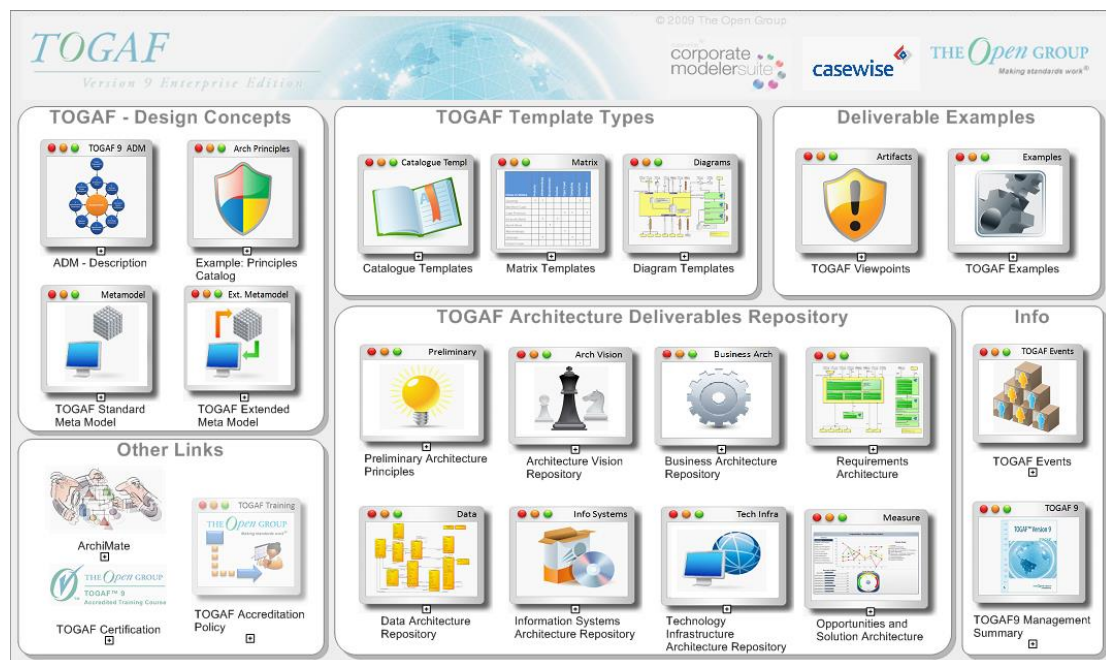 © 2009 The Open Group
TOGAF
Version 9 Enterprise Edition
corporate
modelersuite
casewise
THE Open GROUP
Making standards work®
TOGAF - Design Concepts
TOGAF 9 ADM
Arch Principles
ADM - Description
Example: Principles
Catalog
Metamodel
Ext. Metamodel
TOGAF Standard
Meta Model
TOGAF Extended
Meta Model
TOGAF Template Types
Catalogue Templ
Matrix
Diagrams
Catalogue Templates
Matrix Templates
Diagram Templates
Deliverable Examples
Artifacts
Examples
TOGAF Viewpoints
TOGAF Examples
TOGAF Architecture Deliverables Repository
Preliminary
Arch Vision
Business Arch
Preliminary Architecture
Principles
Architecture Vision
Repository
Business Architecture
Repository
Requirements
Architecture
Data
Info Systems
Tech Infra
Measure
Data Architecture
Repository
Information Systems
Architecture Repository
Technology
Infrastructure
Architecture Repository
Opportunities and
Solution Architecture
Info
TOGAF Events
TOGAF Events
TOGAF 9
TOGAF™ Version 9
TOGAF9 Management
Summary
Other Links
ArchiMate
TOGAF Training
THE Open GROUP
Making standards work®
THE Open GROUP
TOGAF™ 9
Accredited Training Course
TOGAF Certification
TOGAF Accreditation
Policy